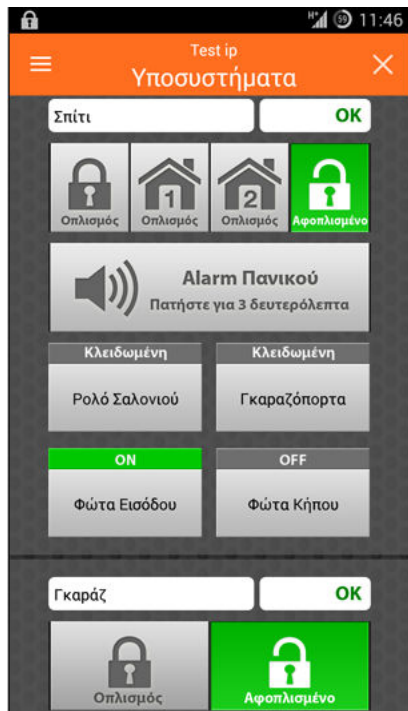 H+ 59 11:46
Test ip
Υποσυστήματα
Σπίτι OK
1 2
Οπλισμός Οπλισμός Οπλισμός Αφοπλισμένο
Alarm Πανικού
Πατήστε για 3 δευτερόλεπτα
Κλειδωμένη Κλειδωμένη
Ρολό Σαλονιού Γκαραζόπορτα
ON OFF
Φώτα Εισόδου Φώτα Κήπου
Γκαράζ OK
Οπλισμός Αφοπλισμένο